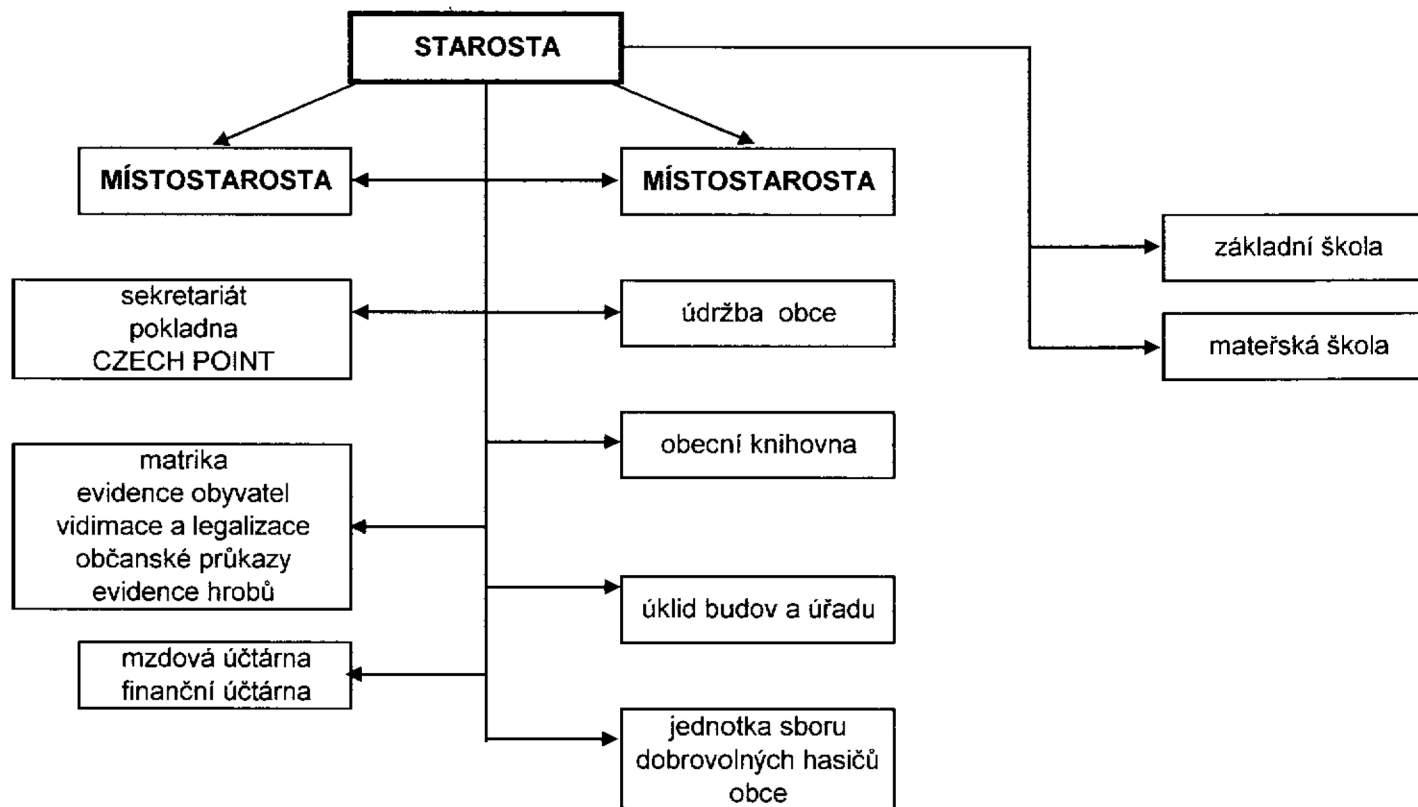 STAROSTA
MÍSTOSTAROSTA
MÍSTOSTAROSTA
základní škola
sekretariát
pokladna
CZECH POINT
údržba obce
mateřská škola
obecní knihovna
matrika
evidence obyvatel
vidimace a legalizace
občanské průkazy
evidence hrobů
úklid budov a úřadu
mzdová účtárna
finanční účtárna
jednotka sboru
dobrovolných hasičů
obce